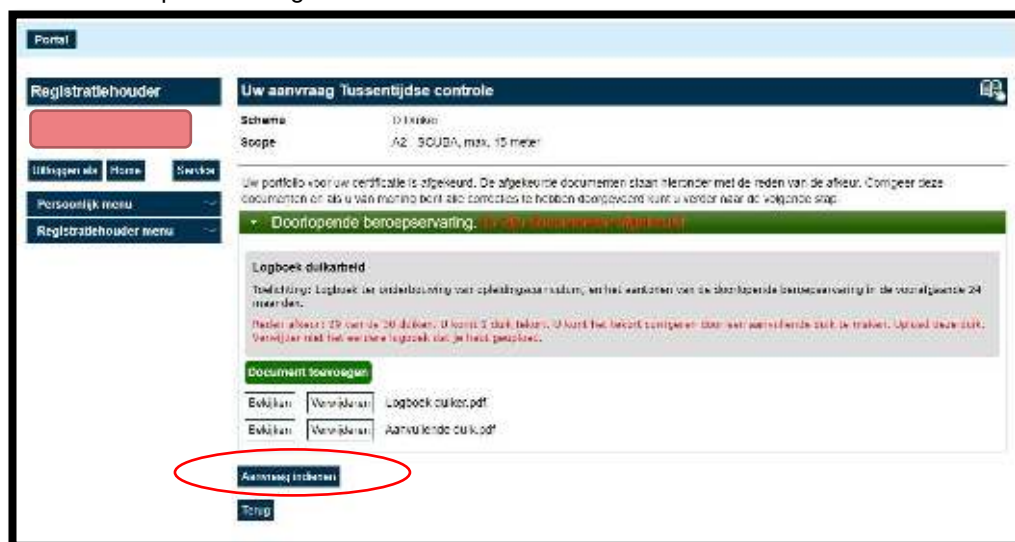 Portal
Registratiehouder
Uw aanvraag Tussentijdse controle
Schema
Scope A2 SCUBA, max. 15 meter
Uitloggen als Home Service
Persoonlijk menu
Registratiehouder menu
Uw portfolio voor uw certificatie is afgekeurd. De afgekeurde documenten staan hieronder met de reden van de afkeur. Corrigeer deze
documenten en als u van mening bent alle correcties te hebben doorgevoerd kunt u verder naar de volgende stap
Doorlopende beroepservaring.
Logboek duikarbeid
Toelichting: Logboek ter onderbouwing van opleidingscurriculum, en het aantonen van de doorlopende beroepservaring in de voorafgaande 24
maanden.
Reden afkeur: 29 van de 30 duiken. U komt 1 duik tekort. U kunt het tekort corrigeren door een aanvullende duik te maken. Upload deze duik.
Verwijder niet het eerdere logboek dat je hebt geupload.
Document toevoegen
Bekijken Verwijderen Logboek duiker.pdf
Bekijken Verwijderen Aanvullende duik.pdf
Aanvraag indienen
Terug